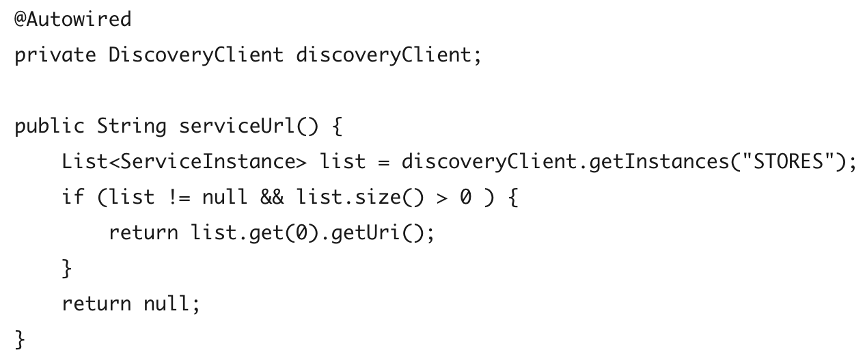 @Autowired
private DiscoveryClient discoveryClient;

public String serviceUrl() {
    List<ServiceInstance> list = discoveryClient.getInstances("STORES");
    if (list != null && list.size() > 0 ) {
        return list.get(0).getUri();
    }
    return null;
}